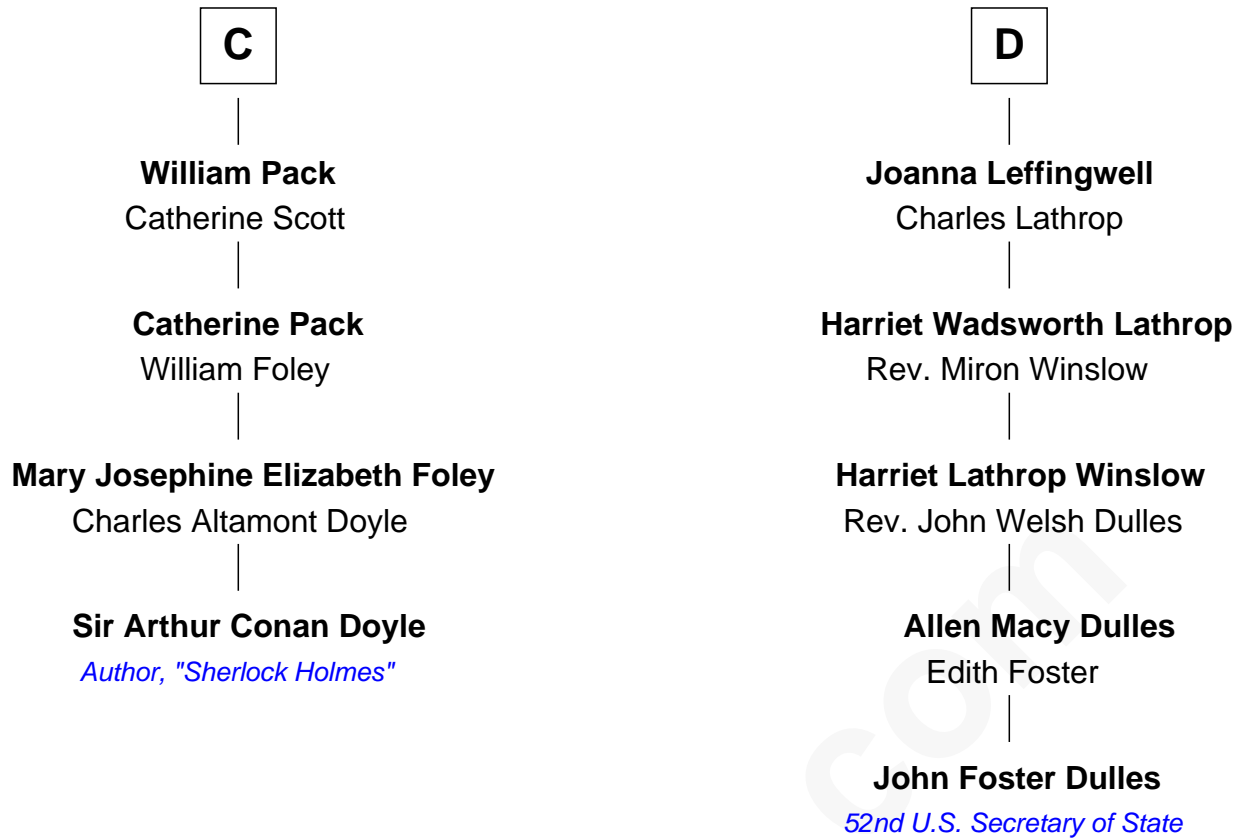 C
William Pack
Catherine Scott
Catherine Pack
William Foley
Mary Josephine Elizabeth Foley
Charles Altamont Doyle
Sir Arthur Conan Doyle
Author, "Sherlock Holmes"
D
Joanna Leffingwell
Charles Lathrop
Harriet Wadsworth Lathrop
Rev. Miron Winslow
Harriet Lathrop Winslow
Rev. John Welsh Dulles
Allen Macy Dulles
Edith Foster
John Foster Dulles
52nd U.S. Secretary of State
com